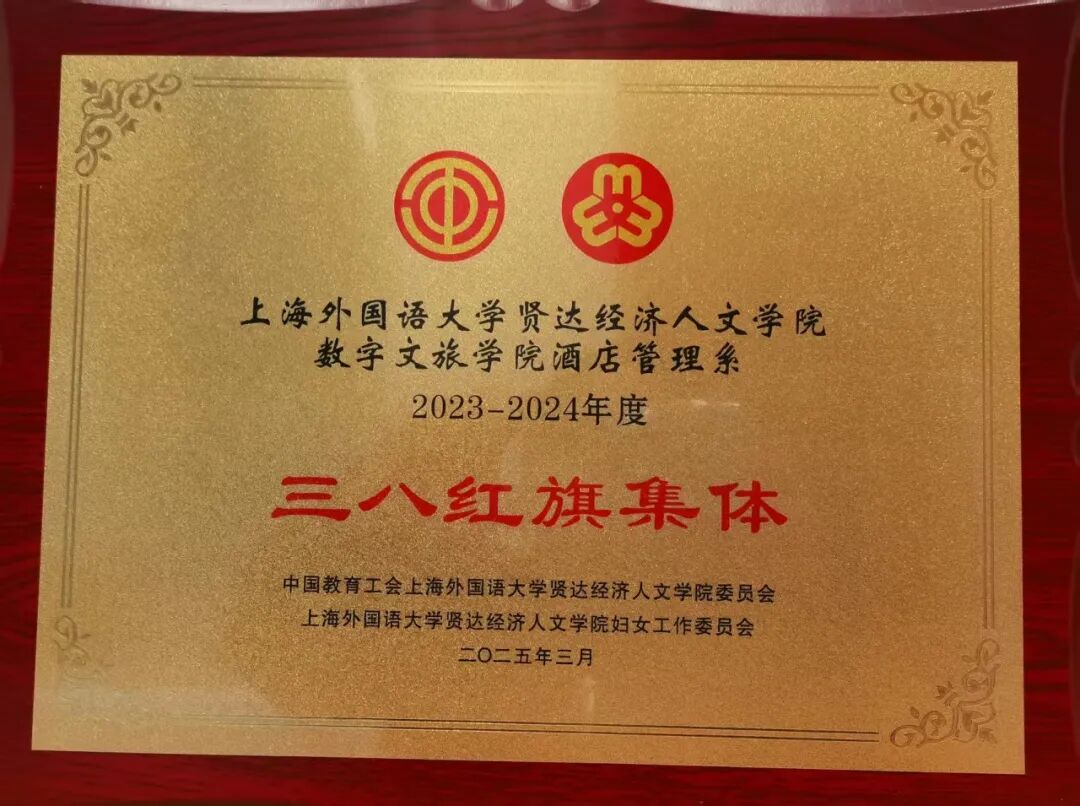 上海外国语大学贤达经济人文学院
数字文旅学院酒店管理系
2023-2024年度
三八红旗集体
中国教育工会上海外国语大学贤达经济人文学院委员会
上海外国语大学贤达经济人文学院妇女工作委员会
二〇二五年三月